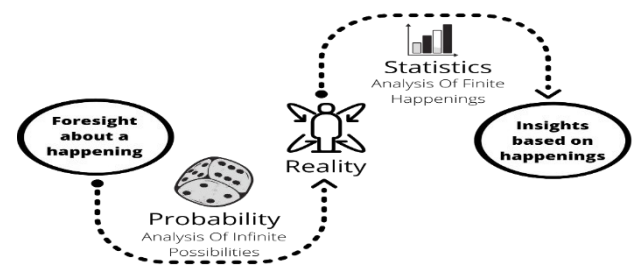 Foresight
about a
happening
Probability
Analysis Of Infinite
Possibilities
Reality
Statistics
Analysis Of Finite
Happenings
Insights
based on
happenings